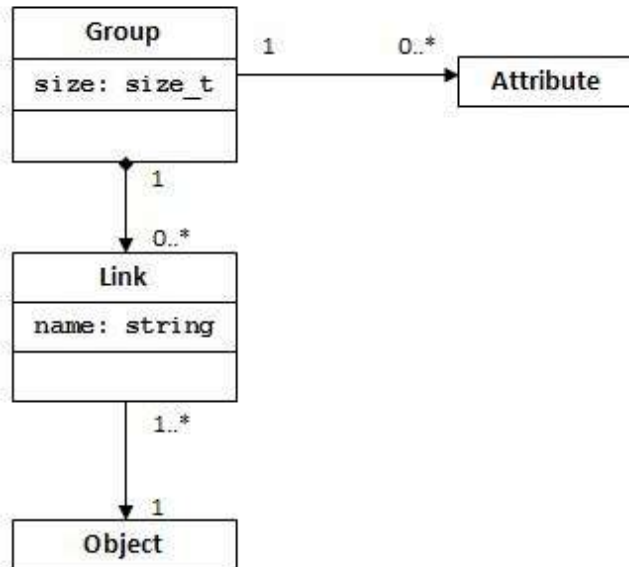 Group
size: size_t
1 0..*
Attribute
1
0..*
Link
name: string
1..*
1
Object